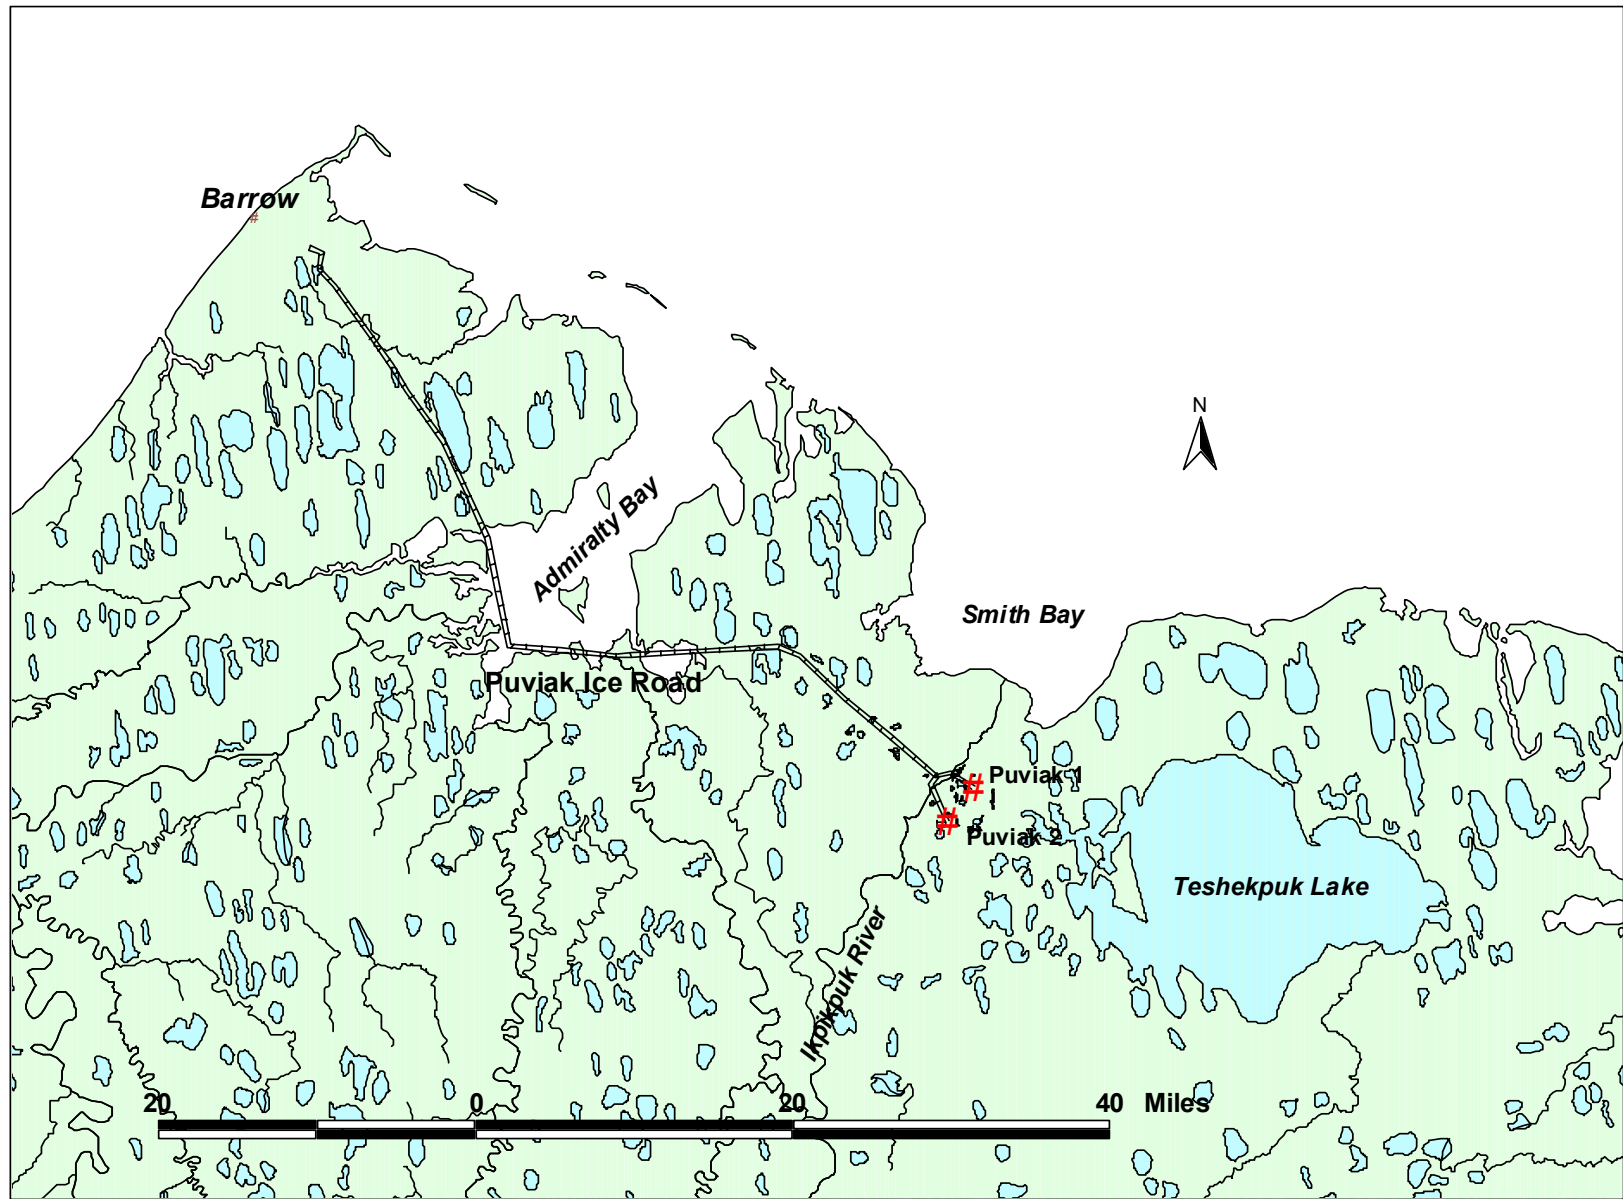 Barrow
#
N
Admiralty Bay
Smith Bay
Puviak Ice Road
# Puviak 1
# Puviak 2
Teshekpuk Lake
Ikpikpuk River
20 0 20 40 Miles